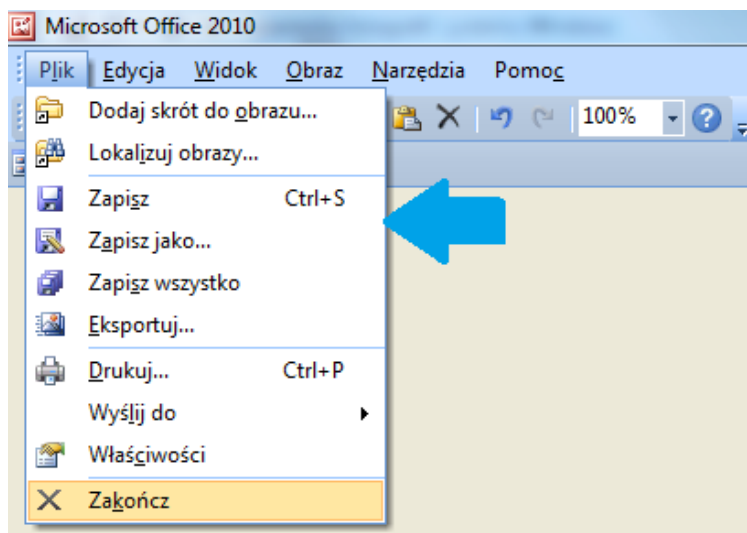 Microsoft Office 2010
Plik Edycja Widok Obraz Narzędzia Pomoc
100%
Dodaj skrót do obrazu...
Lokalizuj obrazy...
Zapisz Ctrl+S
Zapisz jako...
Zapisz wszystko
Eksportuj...
Drukuj... Ctrl+P
Wyślij do
Właściwości
Zakończ